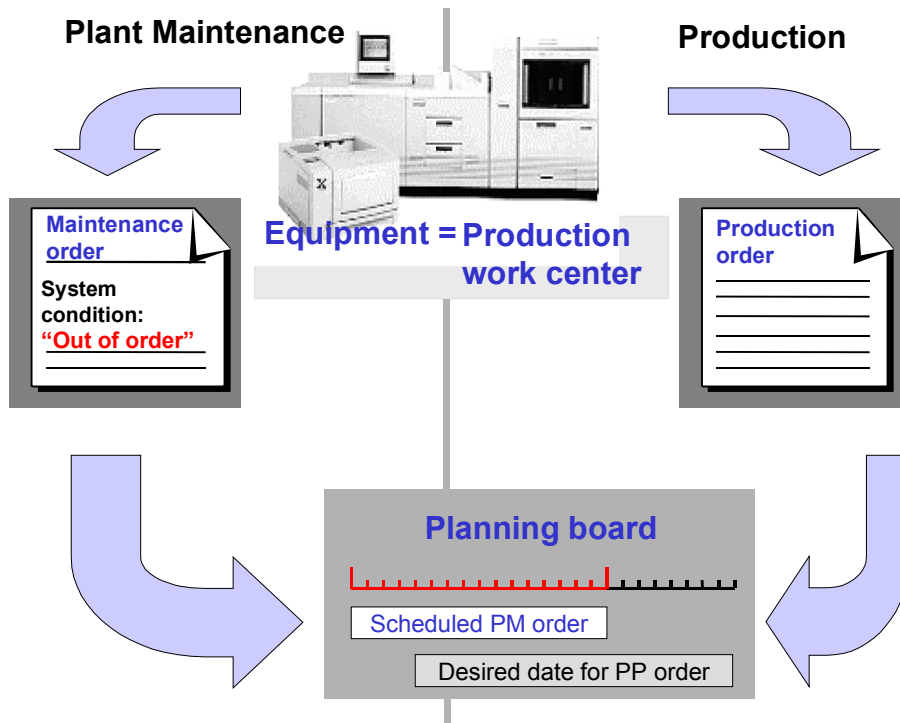 Plant Maintenance
Production
Equipment = Production
work center
Maintenance
order
System
condition:
“Out of order”
Production
order
Planning board
Scheduled PM order
Desired date for PP order